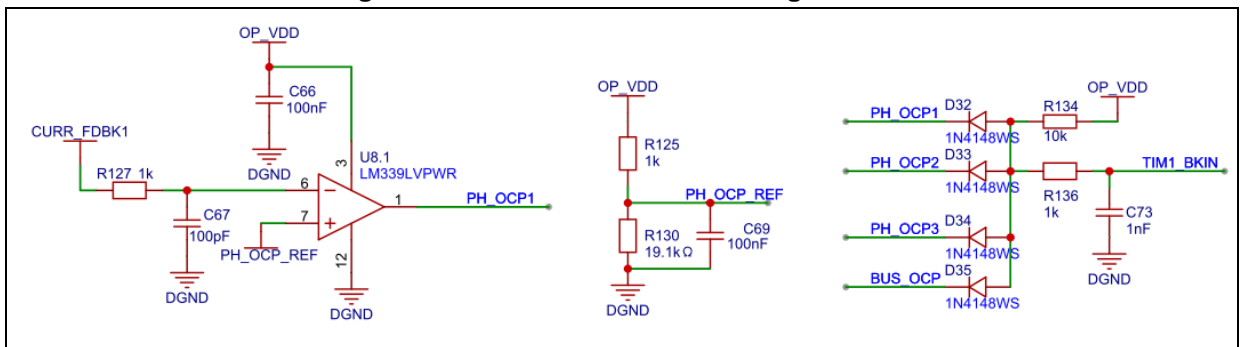 OP_VDD
C66
100nF
DGND
CURR_FDBK1
R127 1k
C67
100pF
DGND
PH_OCP_REF
6
7
3
12
1
U8.1
LM339LVPWR
PH_OCP1
DGND
OP_VDD
R125
1k
PH_OCP_REF
R130
19.1kΩ
C69
100nF
DGND
PH_OCP1
D32
1N4148WS
PH_OCP2
D33
1N4148WS
PH_OCP3
D34
1N4148WS
BUS_OCP
D35
1N4148WS
OP_VDD
R134
10k
R136
1k
TIM1_BKIN
C73
1nF
DGND